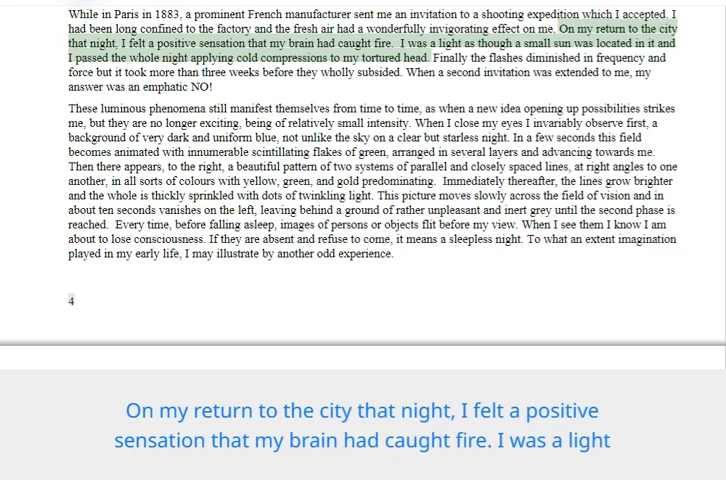 While in Paris in 1883, a prominent French manufacturer sent me an invitation to a shooting expedition which I accepted. I
had been long confined to the factory and the fresh air had a wonderfully invigorating effect on me. On my return to the city
that night, I felt a positive sensation that my brain had caught fire. I was a light as though a small sun was located in it and
I passed the whole night applying cold compressions to my tortured head. Finally the flashes diminished in frequency and
force but it took more than three weeks before they wholly subsided. When a second invitation was extended to me, my
answer was an emphatic NO!
These luminous phenomena still manifest themselves from time to time, as when a new idea opening up possibilities strikes
me, but they are no longer exciting, being of relatively small intensity. When I close my eyes I invariably observe first, a
background of very dark and uniform blue, not unlike the sky on a clear but starless night. In a few seconds this field
becomes animated with innumerable scintillating flakes of green, arranged in several layers and advancing towards me.
Then there appears, to the right, a beautiful pattern of two systems of parallel and closely spaced lines, at right angles to one
another, in all sorts of colours with yellow, green, and gold predominating. Immediately thereafter, the lines grow brighter
and the whole is thickly sprinkled with dots of twinkling light. This picture moves slowly across the field of vision and in
about ten seconds vanishes on the left, leaving behind a ground of rather unpleasant and inert grey until the second phase is
reached. Every time, before falling asleep, images of persons or objects flit before my view. When I see them I know I am
about to lose consciousness. If they are absent and refuse to come, it means a sleepless night. To what an extent imagination
played in my early life, I may illustrate by another odd experience.
4
On my return to the city that night, I felt a positive
sensation that my brain had caught fire. I was a light